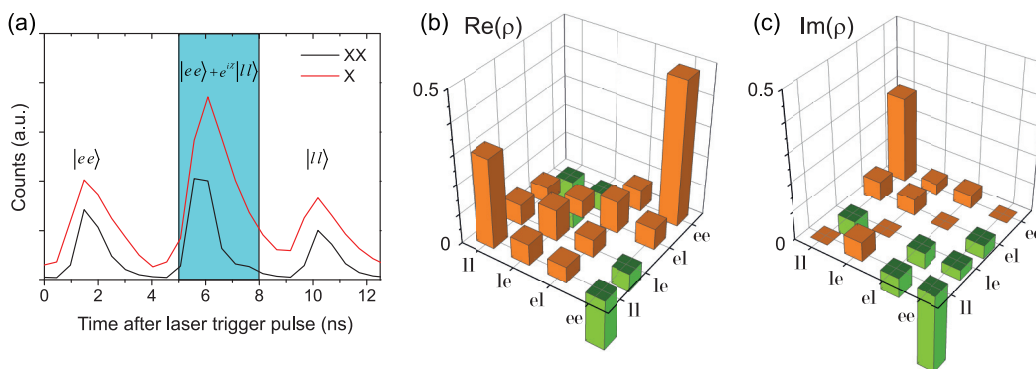 (a)
XX
X
|ee⟩
|ee⟩+e^{iχ}|ll⟩
|ll⟩
Counts (a.u.)
0 2 4 6 8 10 12
Time after laser trigger pulse (ns)
(b) Re(ρ)
0.5
0
ll
le
el
ee
ll
le
el
ee
(c) Im(ρ)
0.5
0
ll
le
el
ee
ll
le
el
ee